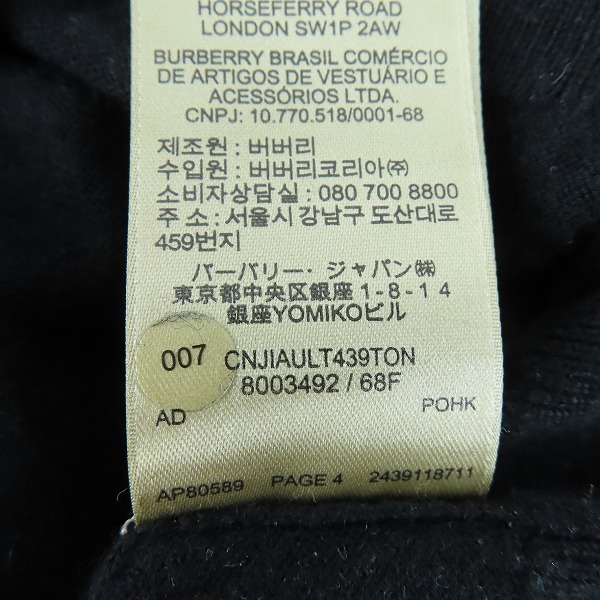 HORSEFERRY ROAD
LONDON SW1P 2AW
BURBERRY BRASIL COMÉRCIO
DE ARTIGOS DE VESTUÁRIO E
ACESSÓRIOS LTDA.
CNPJ: 10.770.518/0001-68
제조원 : 버버리
수입원 : 버버리코리아㈜
소비자상담실 : 080 700 8800
주 소 : 서울시 강남구 도산대로
459번지
バーバリー・ジャパン㈱
東京都中央区銀座 1 - 8 - 1 4
銀座YOMIKOビル
007 CNJIAULT439TON
8003492 / 68F
AD POHK
AP80589 PAGE 4 2439118711